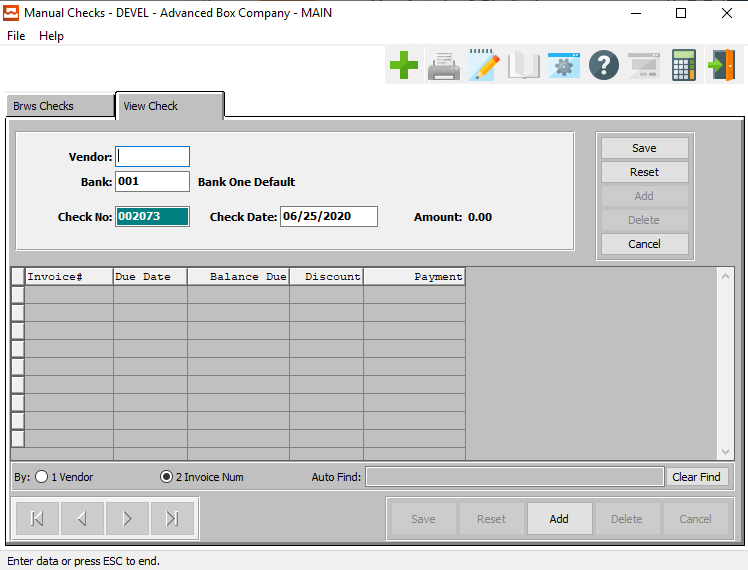 Manual Checks - DEVEL - Advanced Box Company - MAIN
File Help
Brws Checks View Check
Vendor:
Bank: 001 Bank One Default
Check No: 002073 Check Date: 06/25/2020 Amount: 0.00
Save
Reset
Add
Delete
Cancel
Invoice# Due Date Balance Due Discount Payment
By: 1 Vendor 2 Invoice Num Auto Find: Clear Find
Save Reset Add Delete Cancel
Enter data or press ESC to end.